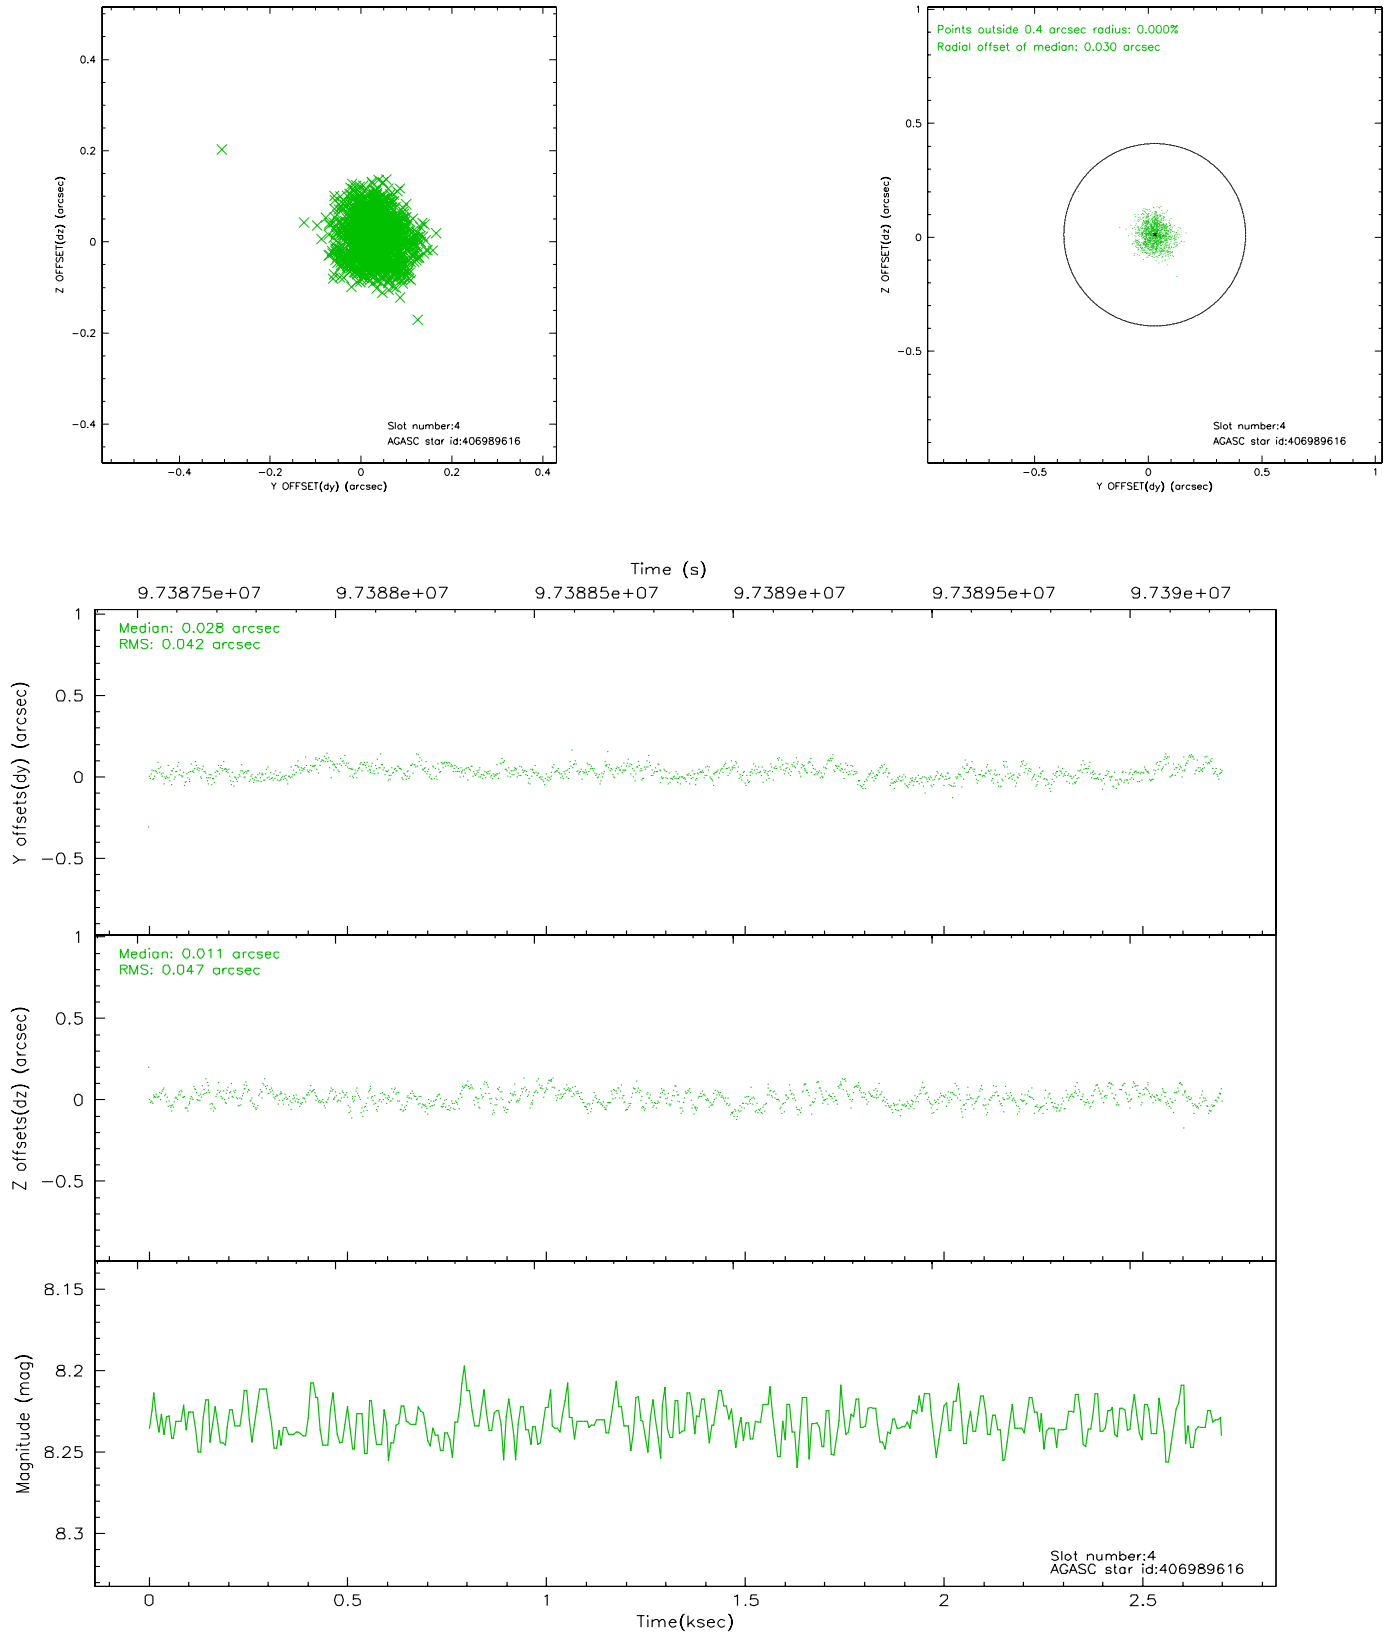 0.4
0.2
0
−0.2
−0.4
Z OFFSET(dz) (arcsec)
Slot number:4
AGASC star id:406989616
−0.4
−0.2
0
0.2
0.4
Y OFFSET(dy) (arcsec)
Points outside 0.4 arcsec radius: 0.000%
Radial offset of median: 0.030 arcsec
1
0.5
0
−0.5
Z OFFSET(dz) (arcsec)
Slot number:4
AGASC star id:406989616
−0.5
0
0.5
1
Y OFFSET(dy) (arcsec)
Time (s)
9.73875e+07
9.7388e+07
9.73885e+07
9.7389e+07
9.73895e+07
9.739e+07
Median: 0.028 arcsec
RMS: 0.042 arcsec
1
0.5
0
−0.5
Y offsets(dy) (arcsec)
Median: 0.011 arcsec
RMS: 0.047 arcsec
1
0.5
0
−0.5
Z offsets(dz) (arcsec)
8.15
8.2
8.25
8.3
Magnitude (mag)
Slot number:4
AGASC star id:406989616
0
0.5
1
1.5
2
2.5
Time(ksec)